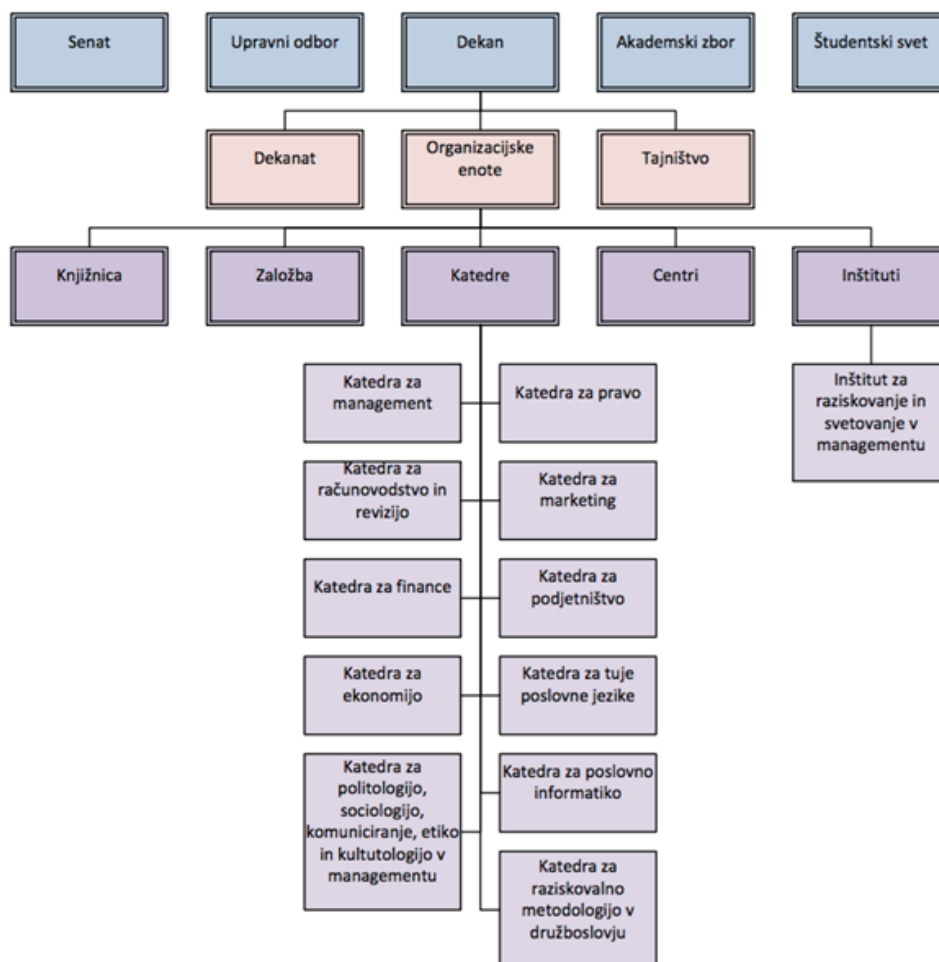 Senat
Upravni odbor
Dekan
Akademski zbor
Študentski svet
Dekanat
Organizacijske
enote
Tajništvo
Knjižnica
Založba
Katedre
Centri
Inštituti
Katedra za
management
Katedra za pravo
Inštitut za
raziskovanje in
svetovanje v
managementu
Katedra za
računovodstvo in
revizijo
Katedra za
marketing
Katedra za finance
Katedra za
podjetništvo
Katedra za
ekonomijo
Katedra za tuje
poslovne jezike
Katedra za
politologijo,
sociologijo,
komuniciranje, etiko
in kultutologijo v
managementu
Katedra za poslovno
informatiko
Katedra za
raziskovalno
metodologijo v
družboslovju